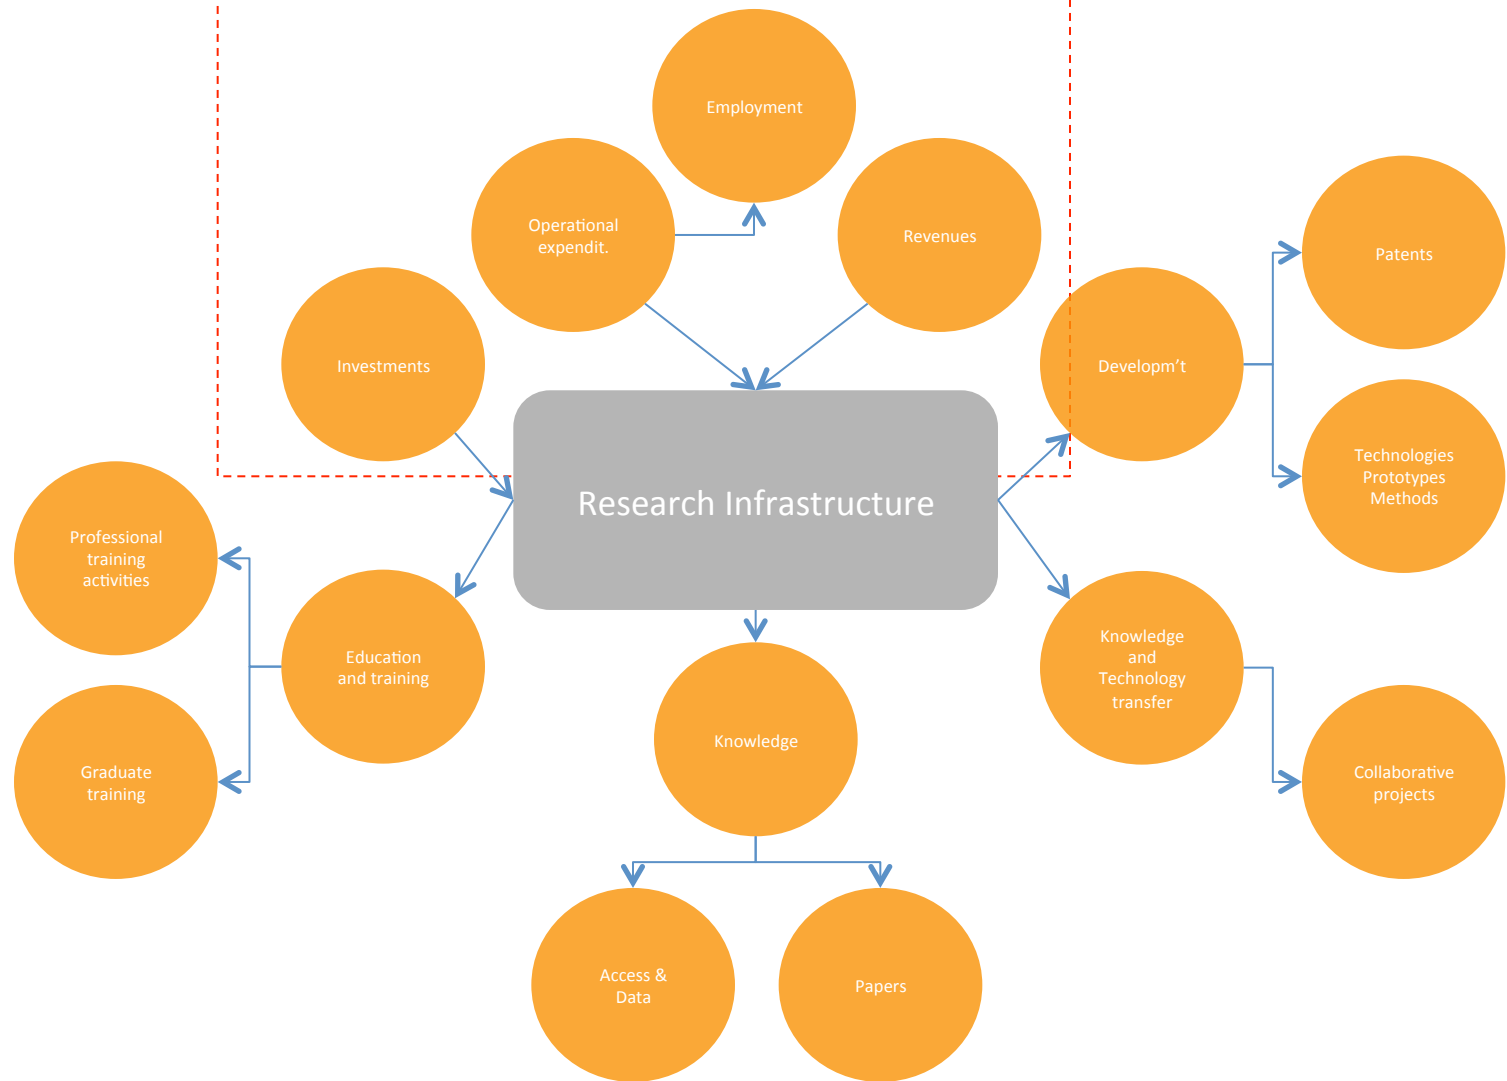 Employment
Operational
expendit.
Revenues
Patents
Investments
Developm't
Technologies
Prototypes
Methods
Research Infrastructure
Professional
training
activities
Education
and training
Knowledge
and
Technology
transfer
Knowledge
Graduate
training
Collaborative
projects
Access &
Data
Papers